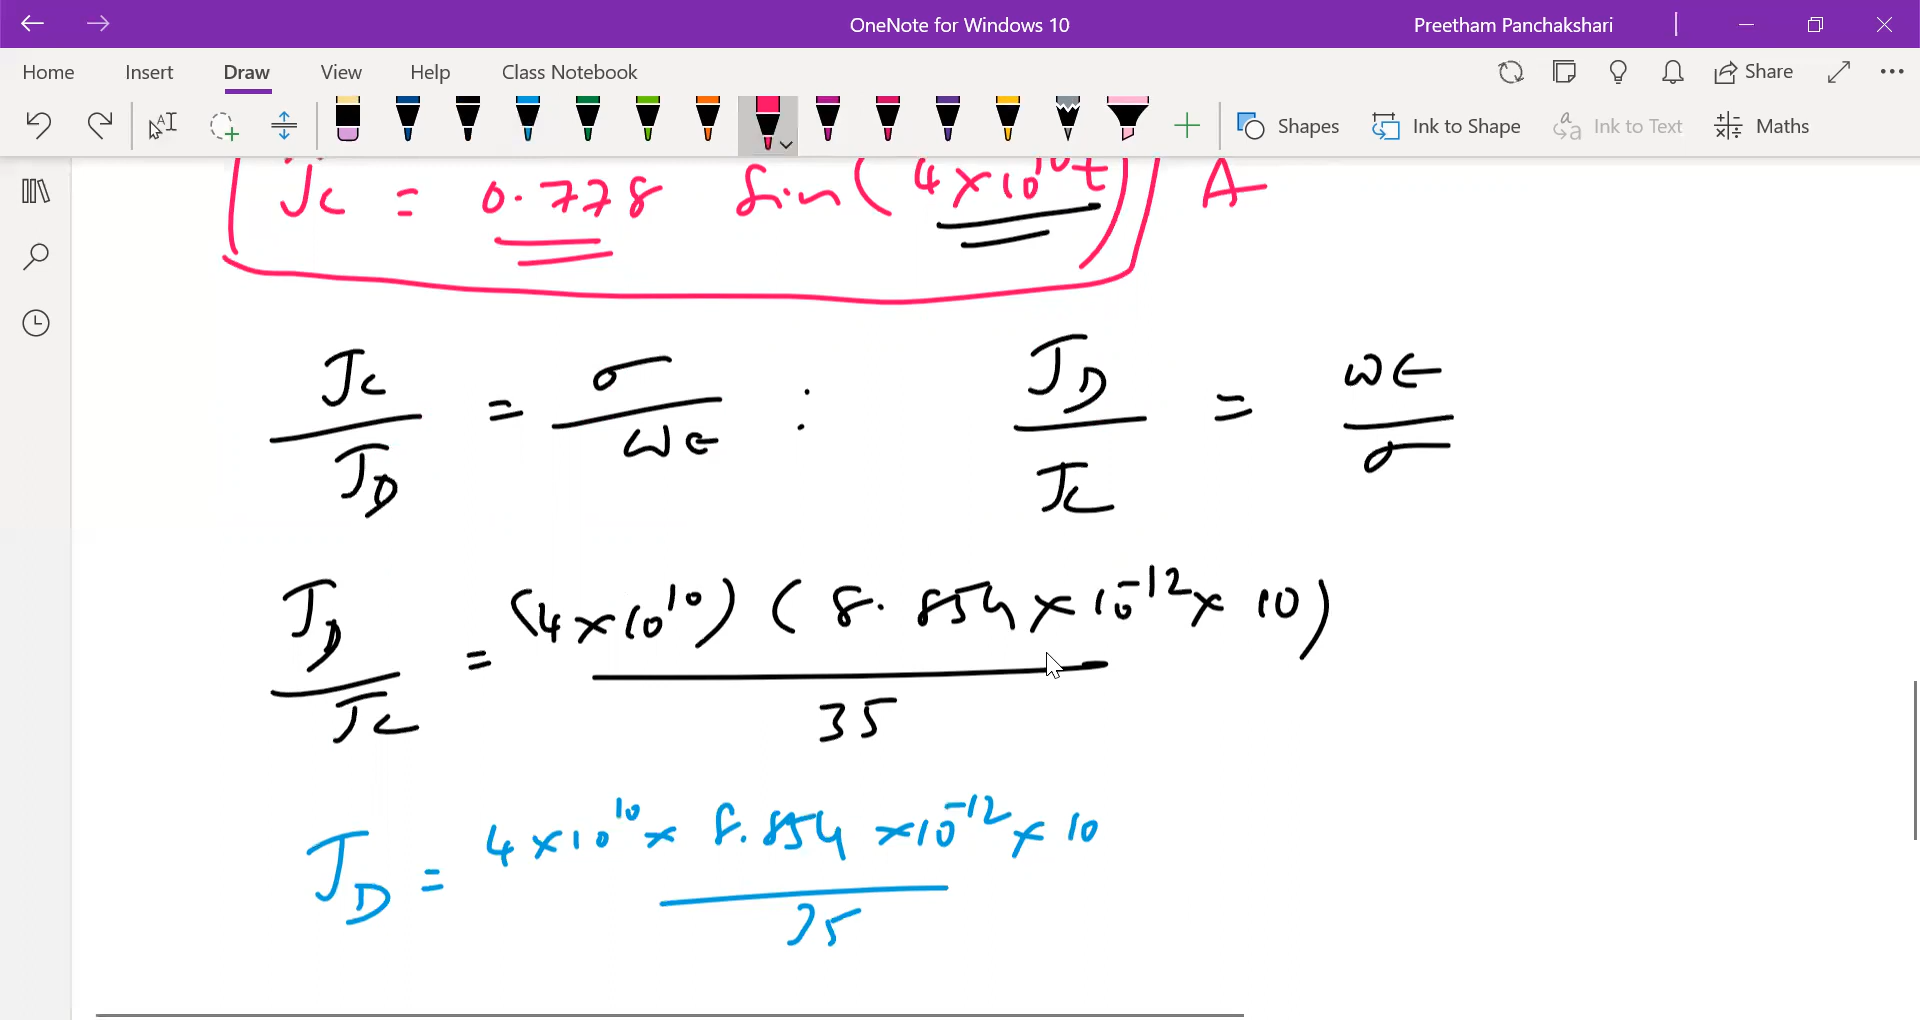 OneNote for Windows 10
Preetham Panchakshari
Home Insert Draw View Help Class Notebook
Share
Shapes Ink to Shape Ink to Text Maths
Jc = 0.778 sin(4×10¹⁰t) A
Jc/JD = σ/ωϵ : JD/Jc = ωϵ/σ
JD/Jc = (4×10¹⁰)(8.854×10⁻¹²×10)/35
JD = 4×10¹⁰×8.854×10⁻¹²×10/35